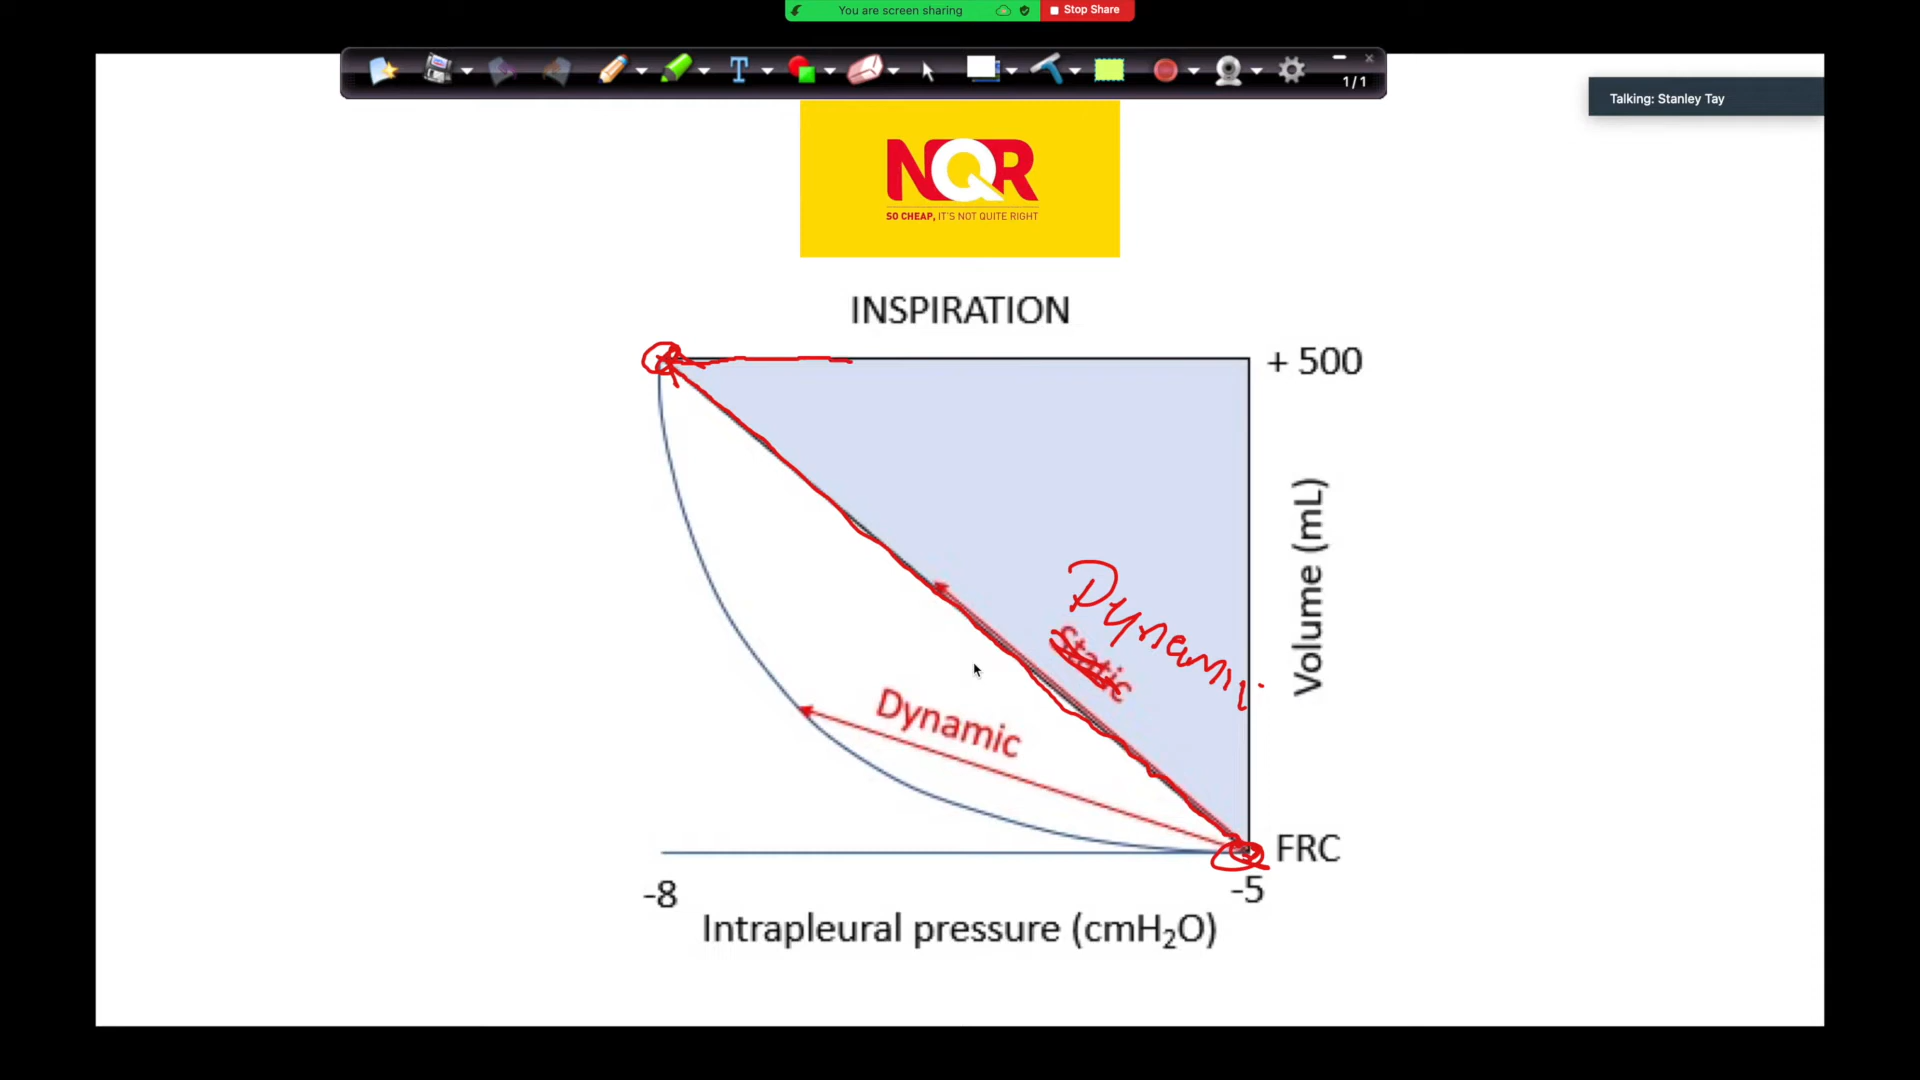 You are screen sharing
Stop Share
T
1/1
Talking: Stanley Tay
NQR
SO CHEAP, IT'S NOT QUITE RIGHT
INSPIRATION
+ 500
Volume (mL)
Dynamic
Static
Dynamic
FRC
-8
-5
Intrapleural pressure (cmH₂O)